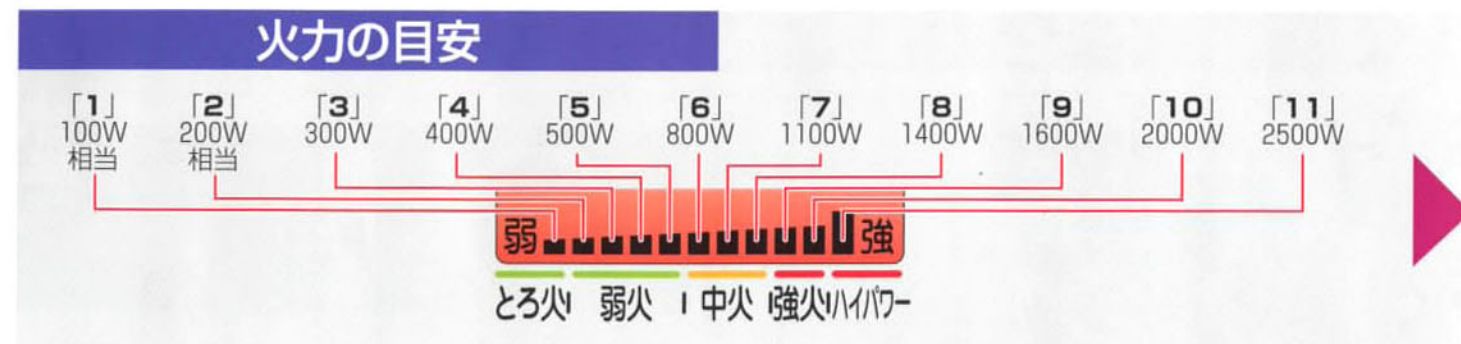 火力の目安
「1」 「2」 「3」 「4」 「5」 「6」 「7」 「8」 「9」 「10」 「11」
100W 200W 300W 400W 500W 800W 1100W 1400W 1600W 2000W 2500W
相当 相当
弱 強
とろ火 弱火 中火 強火 ハイパワー